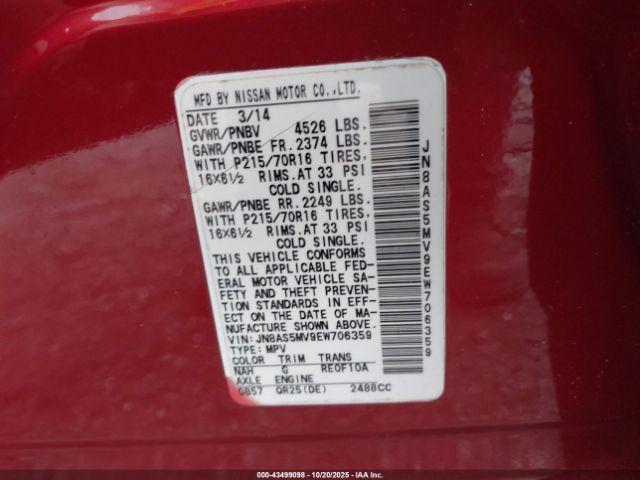 MFD BY NISSAN MOTOR CO.,LTD.
DATE 3/14
GVWR/PNBV 4526 LBS.
GAWR/PNBE FR. 2374 LBS.
WITH P215/70R16 TIRES,
16X6½ RIMS. AT 33 PSI
COLD SINGLE.
GAWR/PNBE RR. 2249 LBS.
WITH P215/70R16 TIRES,
16X6½ RIMS. AT 33 PSI
COLD SINGLE.
THIS VEHICLE CONFORMS
TO ALL APPLICABLE FED-
ERAL MOTOR VEHICLE SA-
FETY AND THEFT PREVEN-
TION STANDARDS IN EFF-
ECT ON THE DATE OF MA-
NUFACTURE SHOWN ABOVE.
VIN: JN8AS5MV9EW706359
TYPE: MPV
COLOR TRIM TRANS
NAH G RE0F10A
AXLE ENGINE
GB57 QR25(DE) 2488CC
JN8AS5MV9EW706359
000-43499098 - 10/20/2025 - IAAI.com